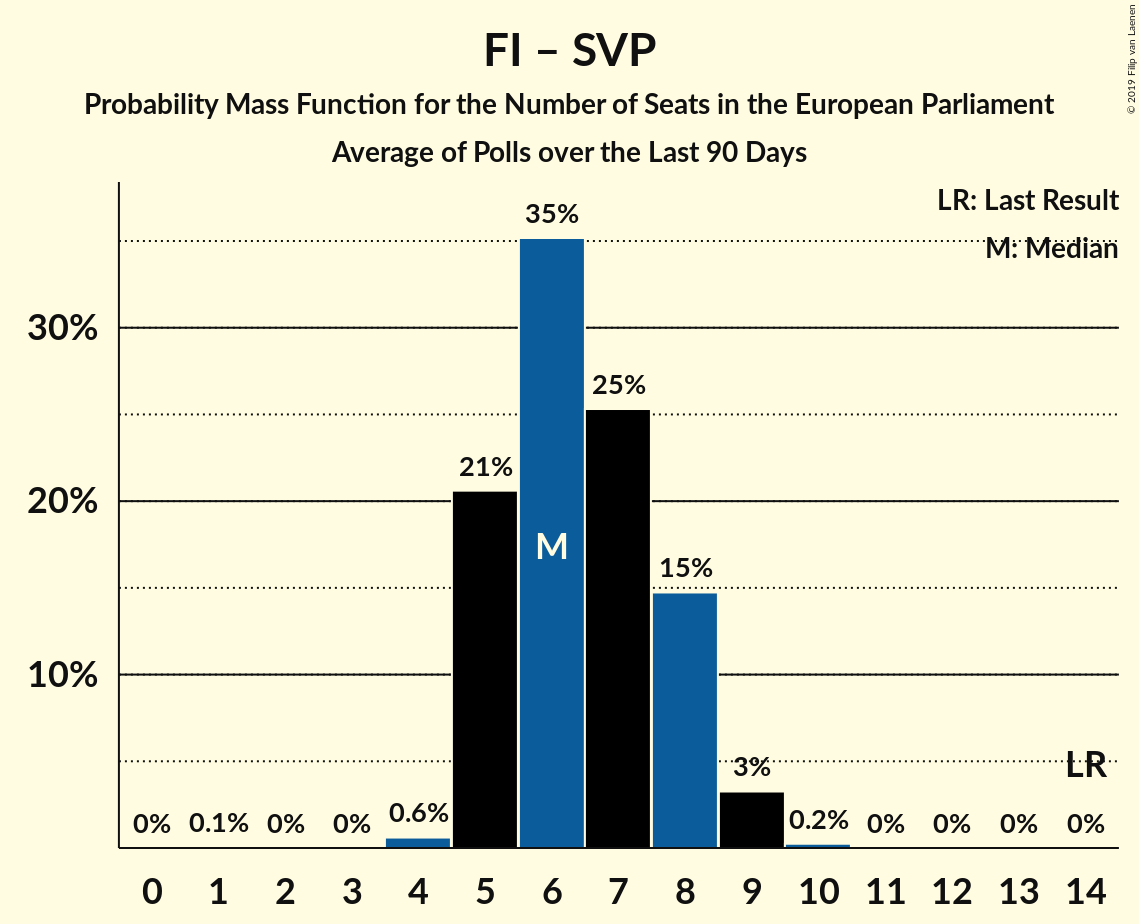 FI – SVP
Probability Mass Function for the Number of Seats in the European Parliament
Average of Polls over the Last 90 Days
© 2019 Filip van Laenen
LR: Last Result
M: Median
35%
30%
25%
21%
20%
M
15%
10%
LR
3%
0% 0.1% 0% 0% 0.6% 0.2% 0% 0% 0% 0%
0 1 2 3 4 5 6 7 8 9 10 11 12 13 14